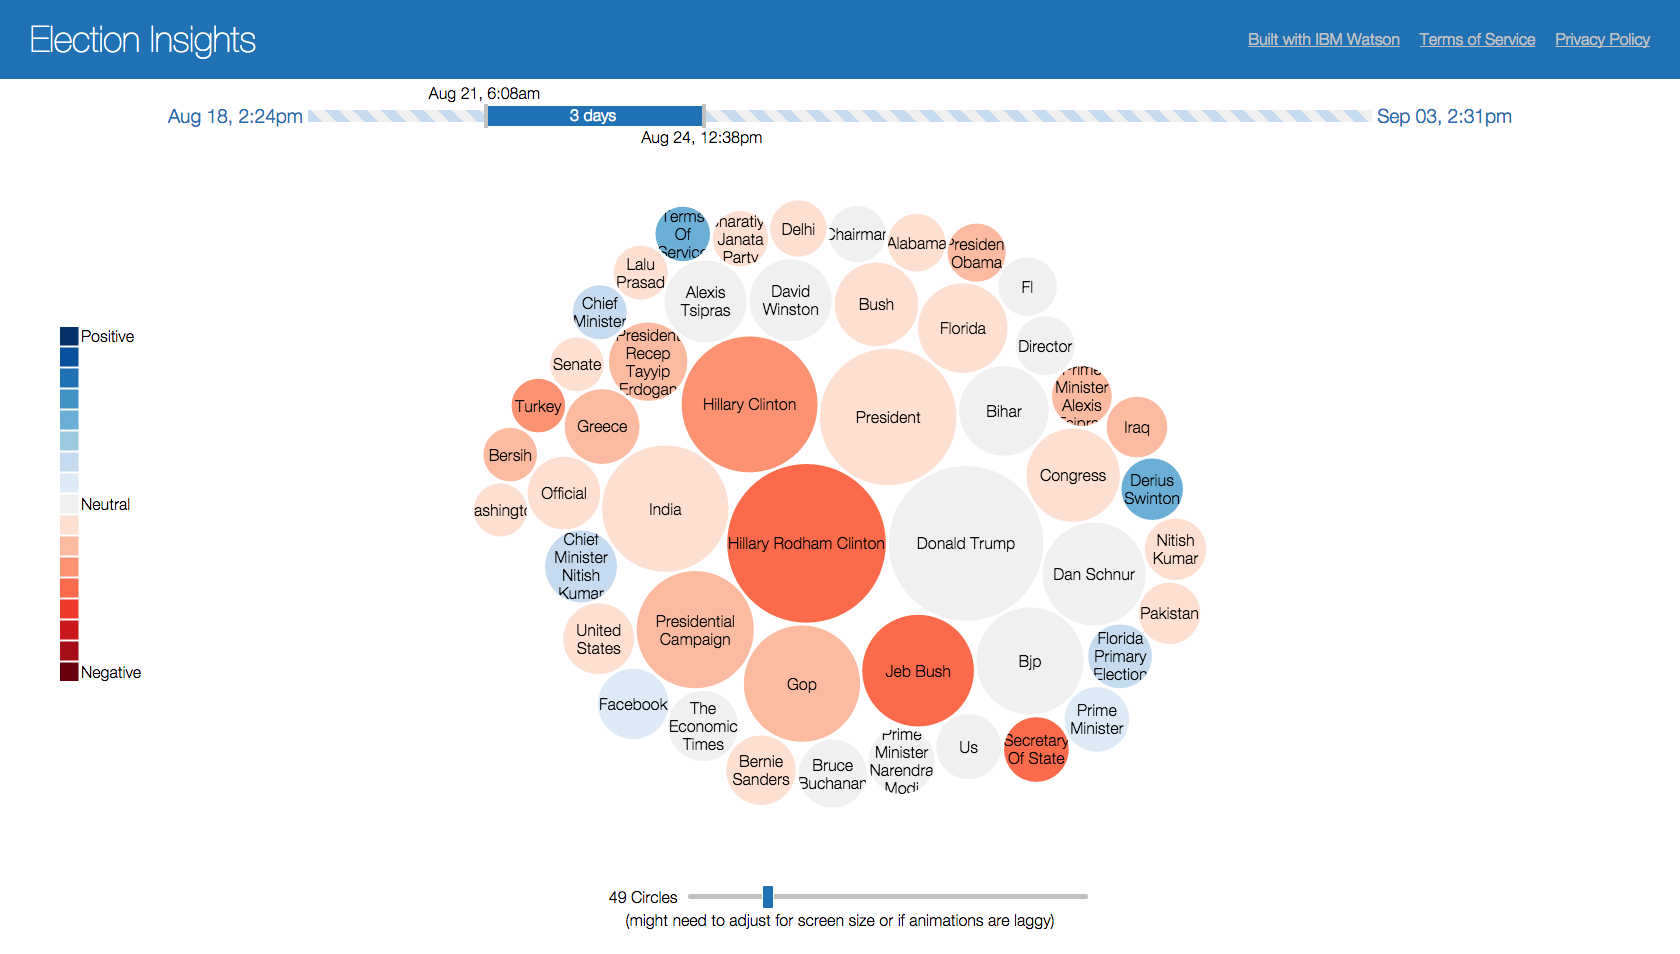 Election Insights
Built with IBM Watson Terms of Service Privacy Policy
Aug 21, 6:08am
Aug 18, 2:24pm
3 days
Sep 03, 2:31pm
Aug 24, 12:38pm
Positive
Neutral
Negative
Terms
Of
Service
Janata
Party
Delhi
Chairman
Alabama
President
Obama
Lalu
Prasad
Alexis
Tsipras
David
Winston
Bush
Florida
Fl
Chief
Minister
President
Recep
Tayyip
Erdogan
Director
Senate
Hillary Clinton
President
Bihar
Prime
Minister
Alexis
Tsipras
Turkey
Greece
Iraq
Bersih
Official
Congress
Derius
Swinton
ashingto
India
Hillary Rodham Clinton
Donald Trump
Nitish
Kumar
Chief
Minister
Nitish
Kumar
Dan Schnur
Pakistan
United
States
Presidential
Campaign
Florida
Primary
Election
Gop
Jeb Bush
Bjp
Facebook
The
Economic
Times
Prime
Minister
Bernie
Sanders
Bruce
Buchanan
Prime
Minister
Narendra
Modi
Us
Secretary
Of State
49 Circles
(might need to adjust for screen size or if animations are laggy)